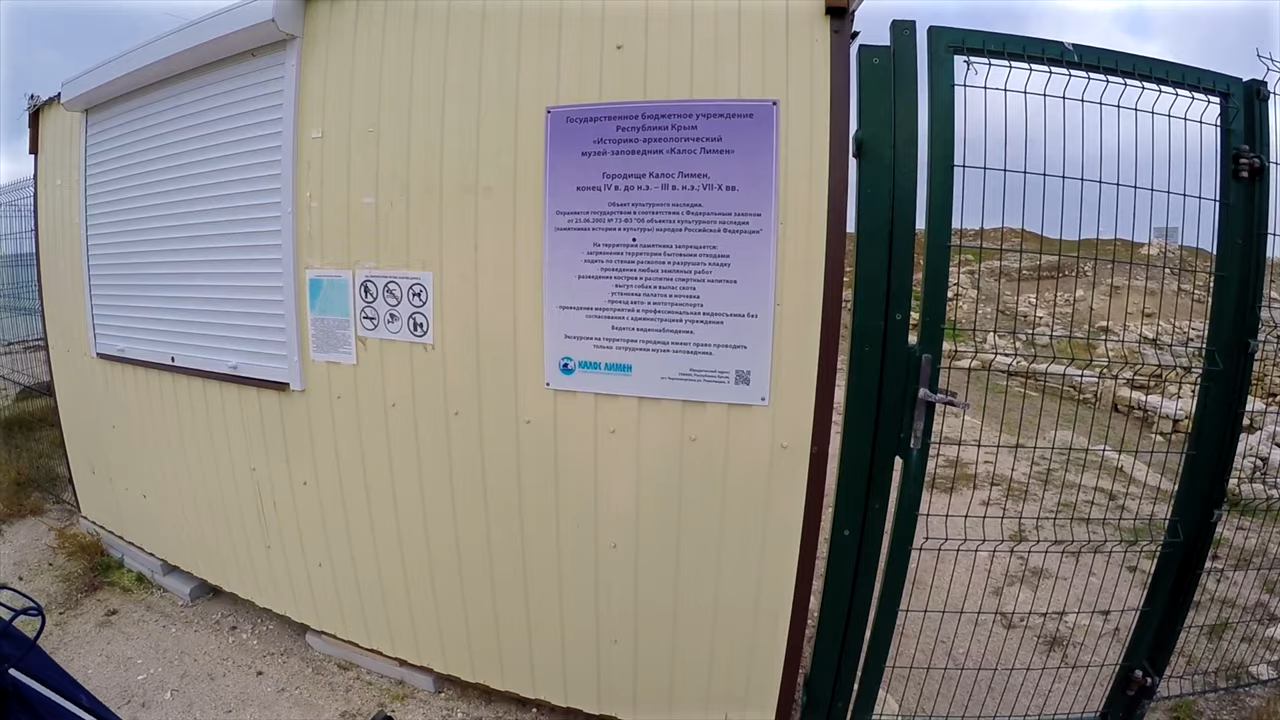 Государственное бюджетное учреждение
Республики Крым
«Историко-археологический
музей-заповедник «Калос Лимен»
Городище Калос Лимен,
конец IV в. до н.э. – III в. н.э.; VII-X вв.
Объект культурного наследия.
Охраняется государством в соответствии с Федеральным законом
от 25.06.2002 № 73-ФЗ "Об объектах культурного наследия
(памятниках истории и культуры) народов Российской Федерации"
На территории памятника запрещается:
- загрязнения территории бытовыми отходами
- ходить по стенам раскопов и разрушать кладку
- проведение любых земляных работ
- разведение костров и распитие спиртных напитков
- выгул собак и выпас скота
- установка палаток и ночевка
- проезд авто- и мототранспорта
- проведение мероприятий и профессиональная видеосъемка без
согласования с администрацией учреждения
Ведется видеонаблюдение.
Экскурсии на территории городища имеют право проводить
только сотрудники музея-заповедника.
КАЛОС ЛИМЕН
Юридический адрес:
Республика Крым,